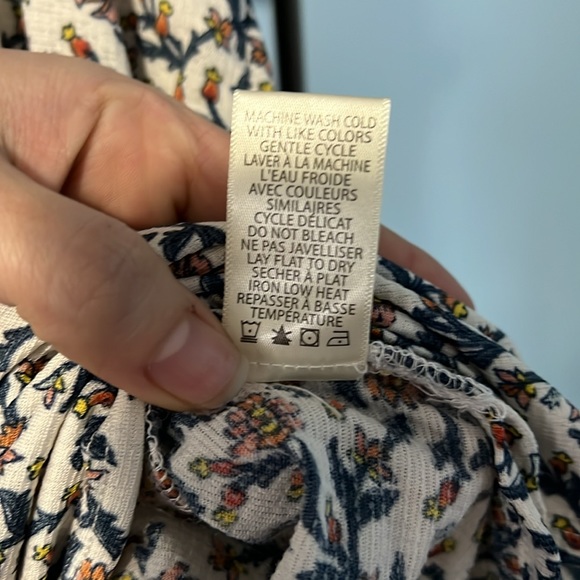 MACHINE WASH COLD
WITH LIKE COLORS
GENTLE CYCLE
LAVER À LA MACHINE
L'EAU FROIDE
AVEC COULEURS
SIMILAIRES
CYCLE DÉLICAT
DO NOT BLEACH
NE PAS JAVELLISER
LAY FLAT TO DRY
SECHER À PLAT
IRON LOW HEAT
REPASSER À BASSE
TEMPÉRATURE